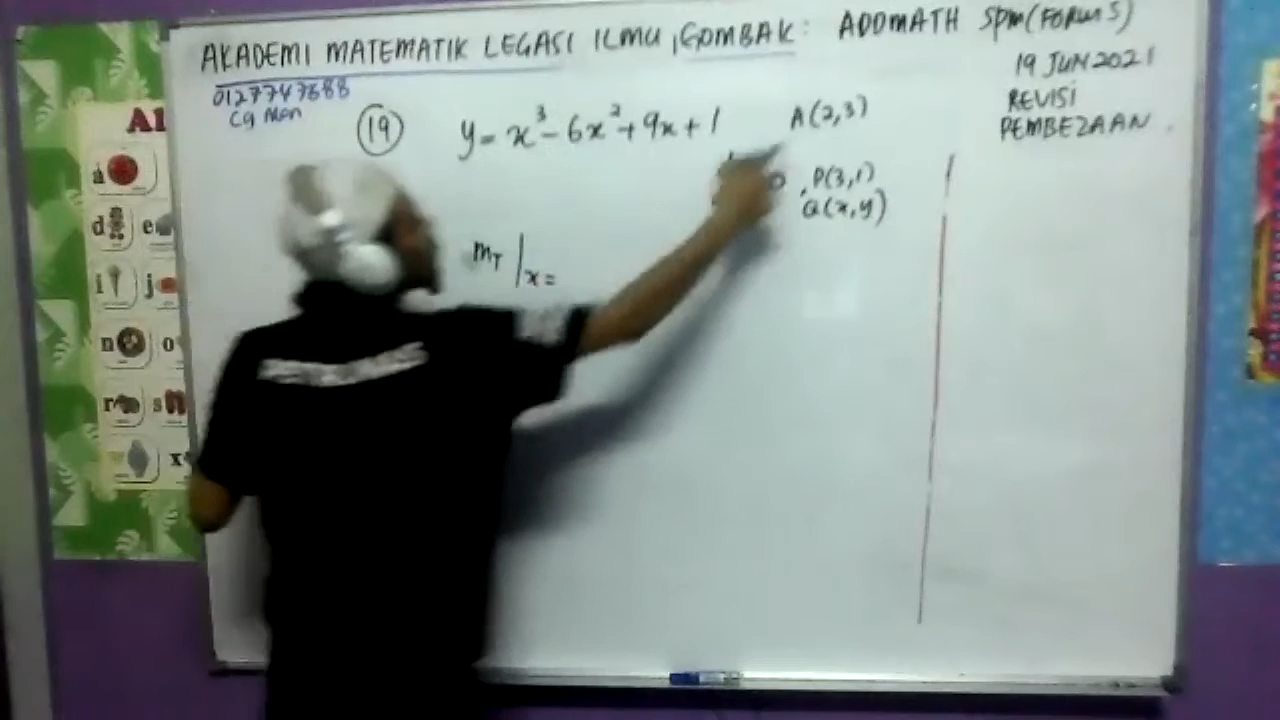 AKADEMI MATEMATIK LEGASI ILMU, GOMBAK: ADDMATH SPM (FORM 5)
0127747688
Cg Man
19 JUN 2021
REVISI
PEMBEZAAN
19
y = x³ - 6x² + 9x + 1
A(2,3)
P(3,1)
Q(x,y)
mT | x =
A
a
d e
i j
n o
r s
x